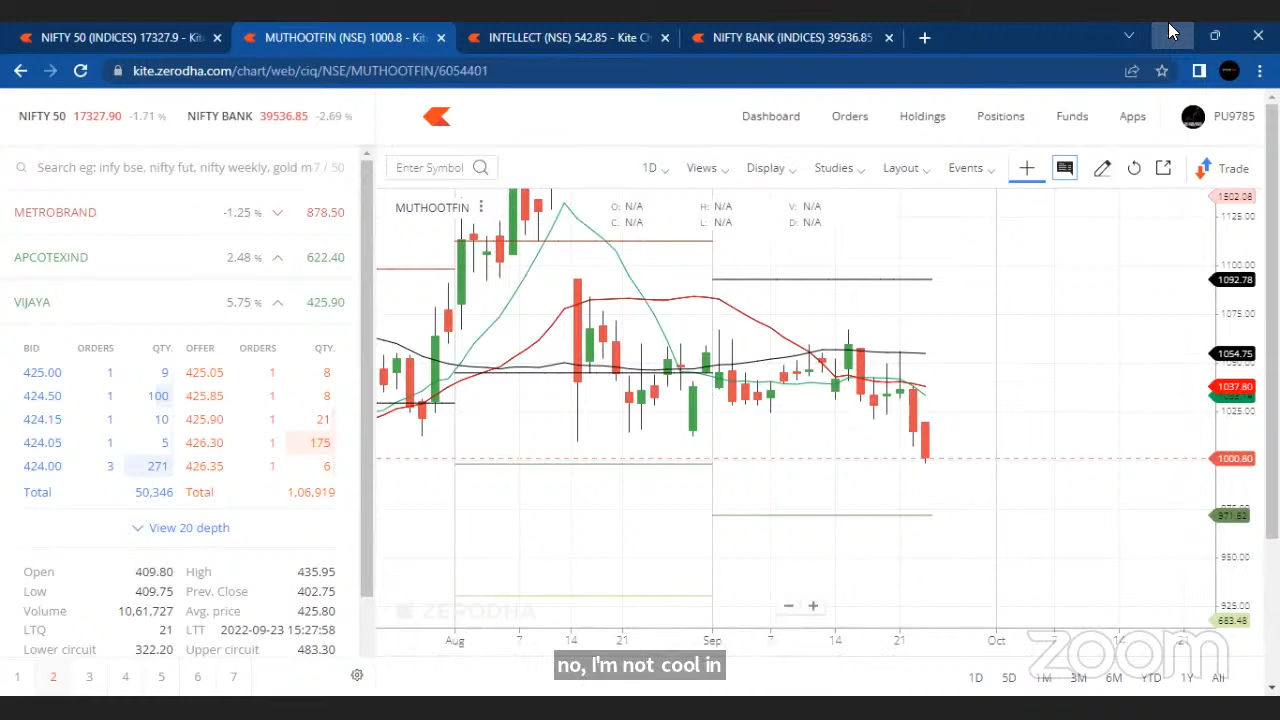 NIFTY 50 (INDICES) 17327.9 - Kite
MUTHOOTFIN (NSE) 1000.8 - Kite
INTELLECT (NSE) 542.85 - Kite Ch
NIFTY BANK (INDICES) 39536.85
kite.zerodha.com/chart/web/ciq/NSE/MUTHOOTFIN/6054401
NIFTY 50 17327.90 -1.71 % NIFTY BANK 39536.85 -2.69 %
Dashboard Orders Holdings Positions Funds Apps PU9785
Search eg: infy bse, nifty fut, nifty weekly, gold m 7 / 50
Enter Symbol 1D Views Display Studies Layout Events Trade
METROBRAND -1.25 % 878.50
APCOTEXIND 2.48 % 622.40
VIJAYA 5.75 % 425.90
BID ORDERS QTY. OFFER ORDERS QTY.
425.00 1 9 425.05 1 8
424.50 1 100 425.85 1 8
424.15 1 10 425.90 1 21
424.05 1 5 426.30 1 175
424.00 3 271 426.35 1 6
Total 50,346 Total 1,06,919
View 20 depth
Open 409.80 High 435.95
Low 409.75 Prev. Close 402.75
Volume 10,61,727 Avg. price 425.80
LTQ 21 LTT 2022-09-23 15:27:58
Lower circuit 322.20 Upper circuit 483.30
1 2 3 4 5 6 7
MUTHOOTFIN
O: N/A H: N/A V: N/A
C: N/A L: N/A D: N/A
1502.08
1125.00
1100.00
1092.78
1075.00
1054.75
1037.80
1025.00
1000.80
971.62
950.00
925.00
683.48
ZERODHA
Aug 7 14 21 Sep 7 14 21 Oct 7 14 21
zoom
1D 5D 1M 3M 6M YTD 1Y All
no, I'm not cool in